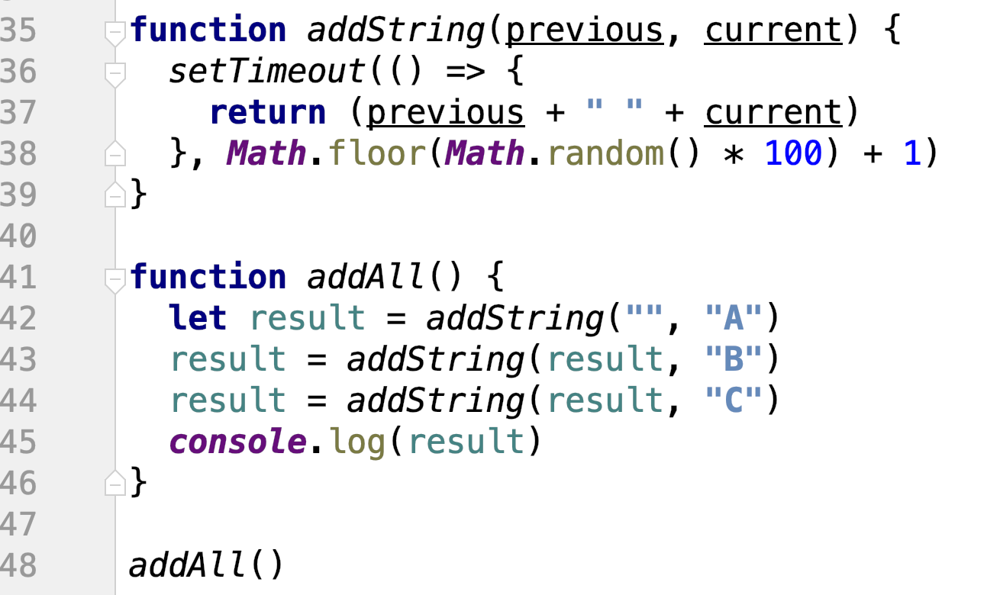 35 function addString(previous, current) {
36   setTimeout(() => {
37     return (previous + " " + current)
38   }, Math.floor(Math.random() * 100) + 1)
39 }
40
41 function addAll() {
42   let result = addString("", "A")
43   result = addString(result, "B")
44   result = addString(result, "C")
45   console.log(result)
46 }
47
48 addAll()